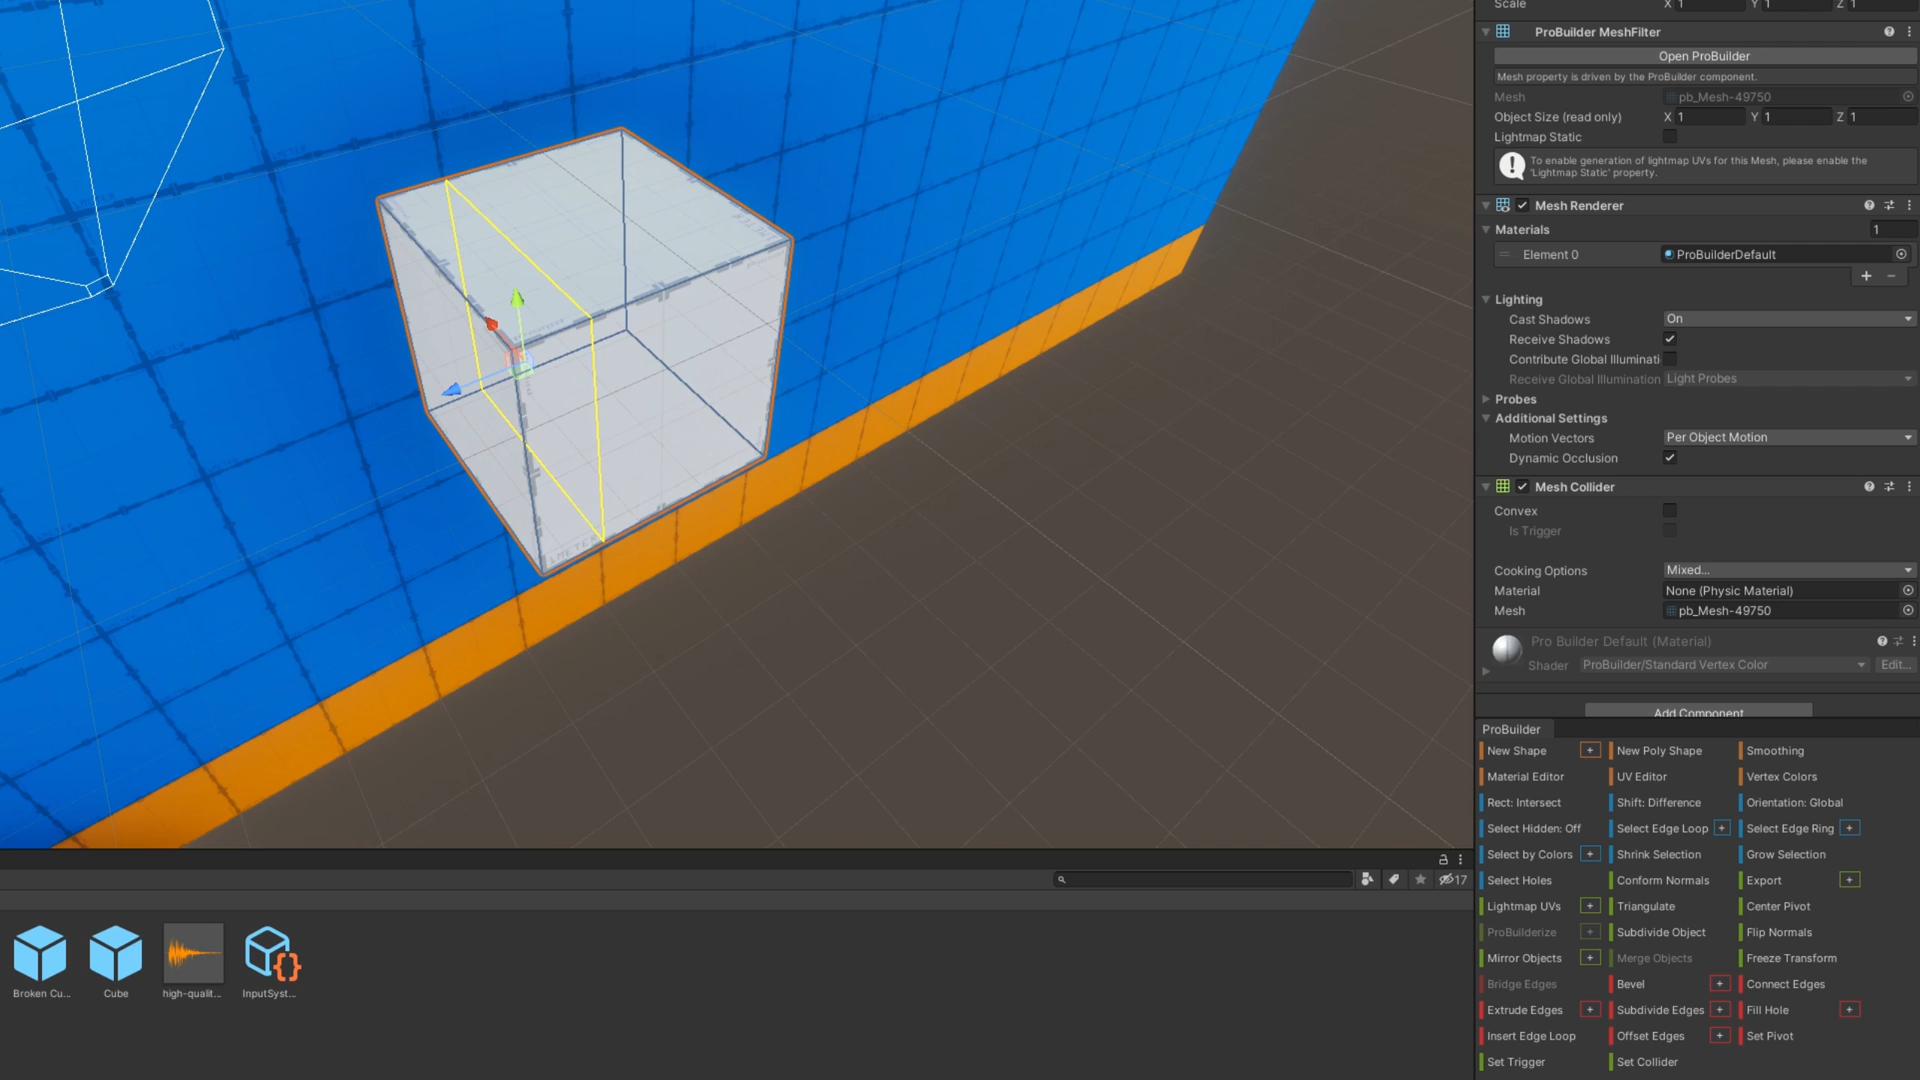 Scale X 1 Y 1 Z 1
ProBuilder MeshFilter
Open ProBuilder
Mesh property is driven by the ProBuilder component.
Mesh pb_Mesh-49750
Object Size (read only) X 1 Y 1 Z 1
Lightmap Static
To enable generation of lightmap UVs for this Mesh, please enable the
'Lightmap Static' property.
Mesh Renderer
Materials 1
Element 0 ProBuilderDefault
Lighting
Cast Shadows On
Receive Shadows
Contribute Global Illuminati
Receive Global Illumination Light Probes
Probes
Additional Settings
Motion Vectors Per Object Motion
Dynamic Occlusion
Mesh Collider
Convex
Is Trigger
Cooking Options Mixed...
Material None (Physic Material)
Mesh pb_Mesh-49750
Pro Builder Default (Material)
Shader ProBuilder/Standard Vertex Color Edit...
Add Component
ProBuilder
New Shape + New Poly Shape Smoothing
Material Editor UV Editor Vertex Colors
Rect: Intersect Shift: Difference Orientation: Global
Select Hidden: Off Select Edge Loop + Select Edge Ring +
Select by Colors + Shrink Selection Grow Selection
Select Holes Conform Normals Export +
Lightmap UVs + Triangulate Center Pivot
ProBuilderize + Subdivide Object Flip Normals
Mirror Objects + Merge Objects Freeze Transform
Bridge Edges Bevel + Connect Edges
Extrude Edges + Subdivide Edges + Fill Hole +
Insert Edge Loop Offset Edges + Set Pivot
Set Trigger Set Collider
17
Broken Cu... Cube high-qualit... InputSyst...